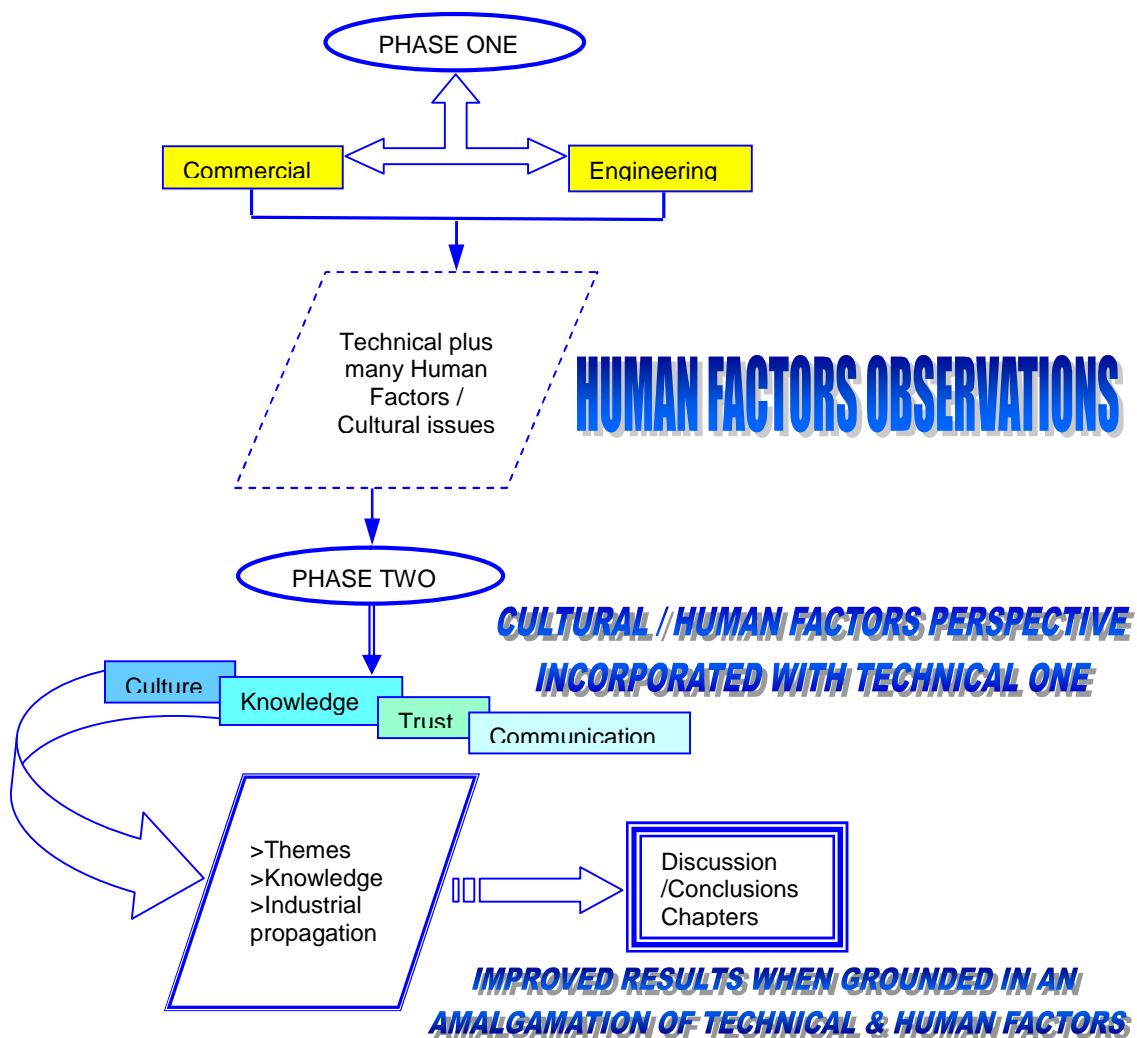 PHASE ONE
Commercial
Engineering
Technical plus
many Human
Factors /
Cultural issues
HUMAN FACTORS OBSERVATIONS
PHASE TWO
CULTURAL / HUMAN FACTORS PERSPECTIVE
INCORPORATED WITH TECHNICAL ONE
Culture
Knowledge
Trust
Communication
>Themes
>Knowledge
>Industrial
propagation
Discussion
/Conclusions
Chapters
IMPROVED RESULTS WHEN GROUNDED IN AN
AMALGAMATION OF TECHNICAL & HUMAN FACTORS